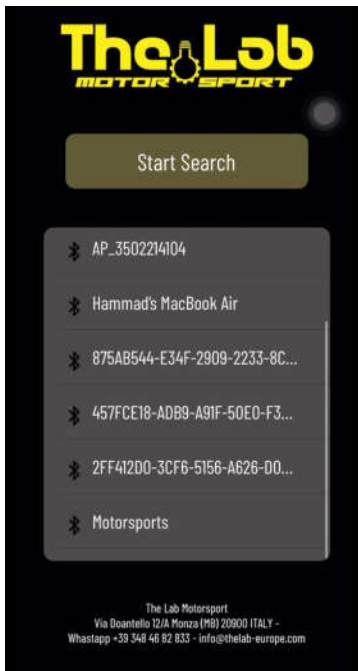 The Lab
MOTOR SPORT
Start Search
AP_3502214104
Hammad's MacBook Air
875AB544-E34F-2909-2233-8C...
457FCE18-ADB9-A91F-50E0-F3...
2FF412D0-3CF6-5156-A626-D0...
Motorsports
The Lab Motorsport
Via Doantello 12/A Monza (MB) 20900 ITALY -
Whastapp +39 348 46 82 833 - info@thelab-europe.com